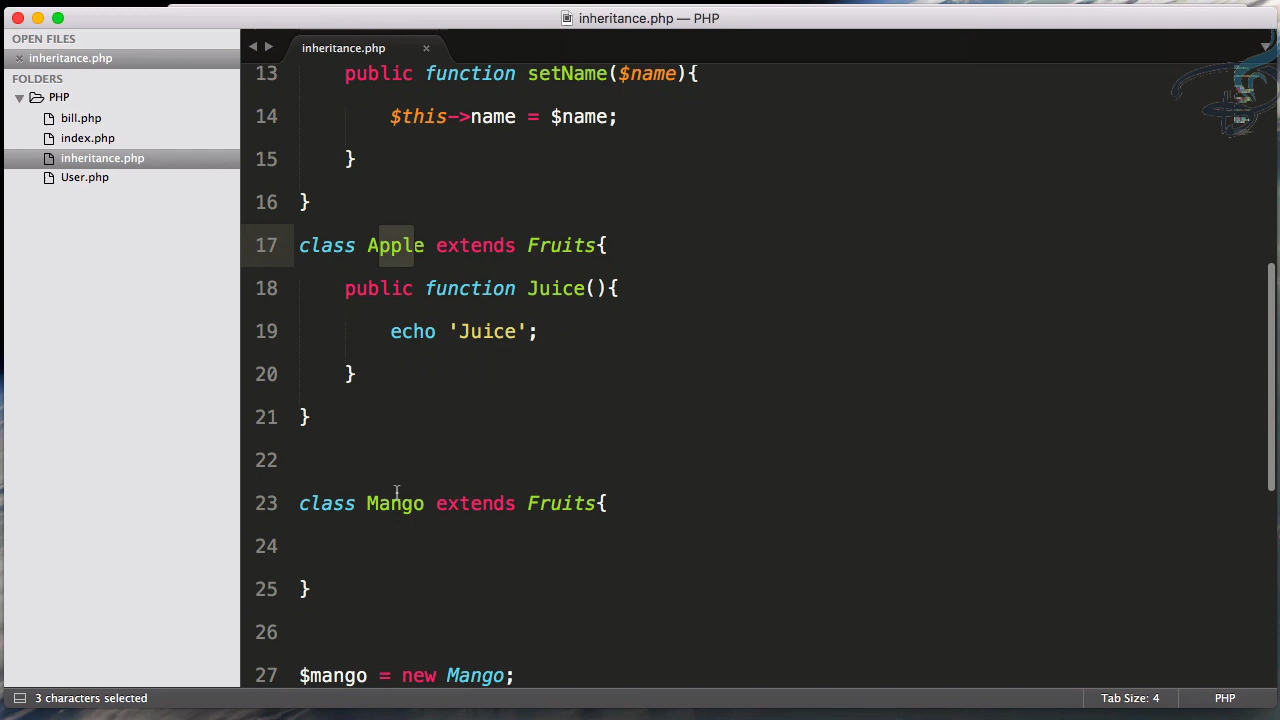 inheritance.php — PHP
OPEN FILES
inheritance.php
FOLDERS
PHP
bill.php
index.php
inheritance.php
User.php
inheritance.php
13 public function setName($name){
14 $this->name = $name;
15 }
16 }
17 class Apple extends Fruits{
18 public function Juice(){
19 echo 'Juice';
20 }
21 }
22
23 class Mango extends Fruits{
24
25 }
26
27 $mango = new Mango;
3 characters selected
Tab Size: 4
PHP